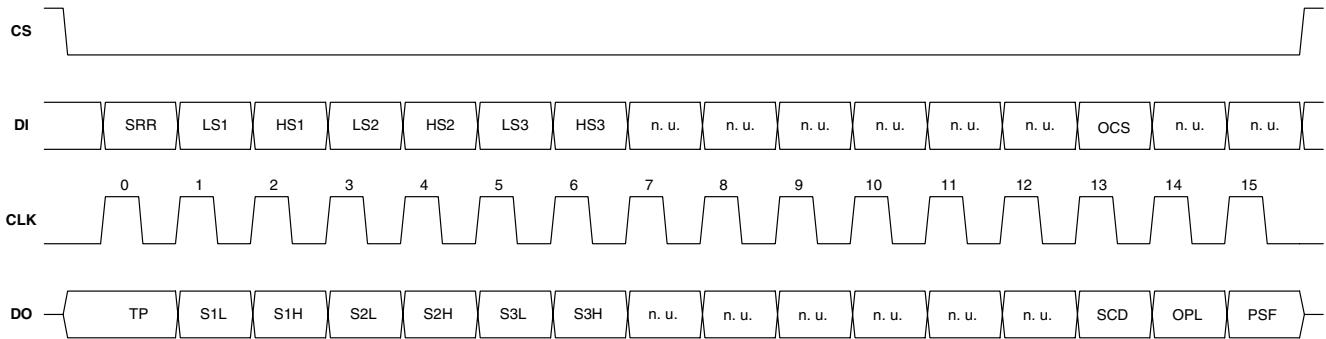 CS
DI SRR LS1 HS1 LS2 HS2 LS3 HS3 n. u. n. u. n. u. n. u. n. u. n. u. OCS n. u. n. u.
0 1 2 3 4 5 6 7 8 9 10 11 12 13 14 15
CLK
DO TP S1L S1H S2L S2H S3L S3H n. u. n. u. n. u. n. u. n. u. n. u. SCD OPL PSF